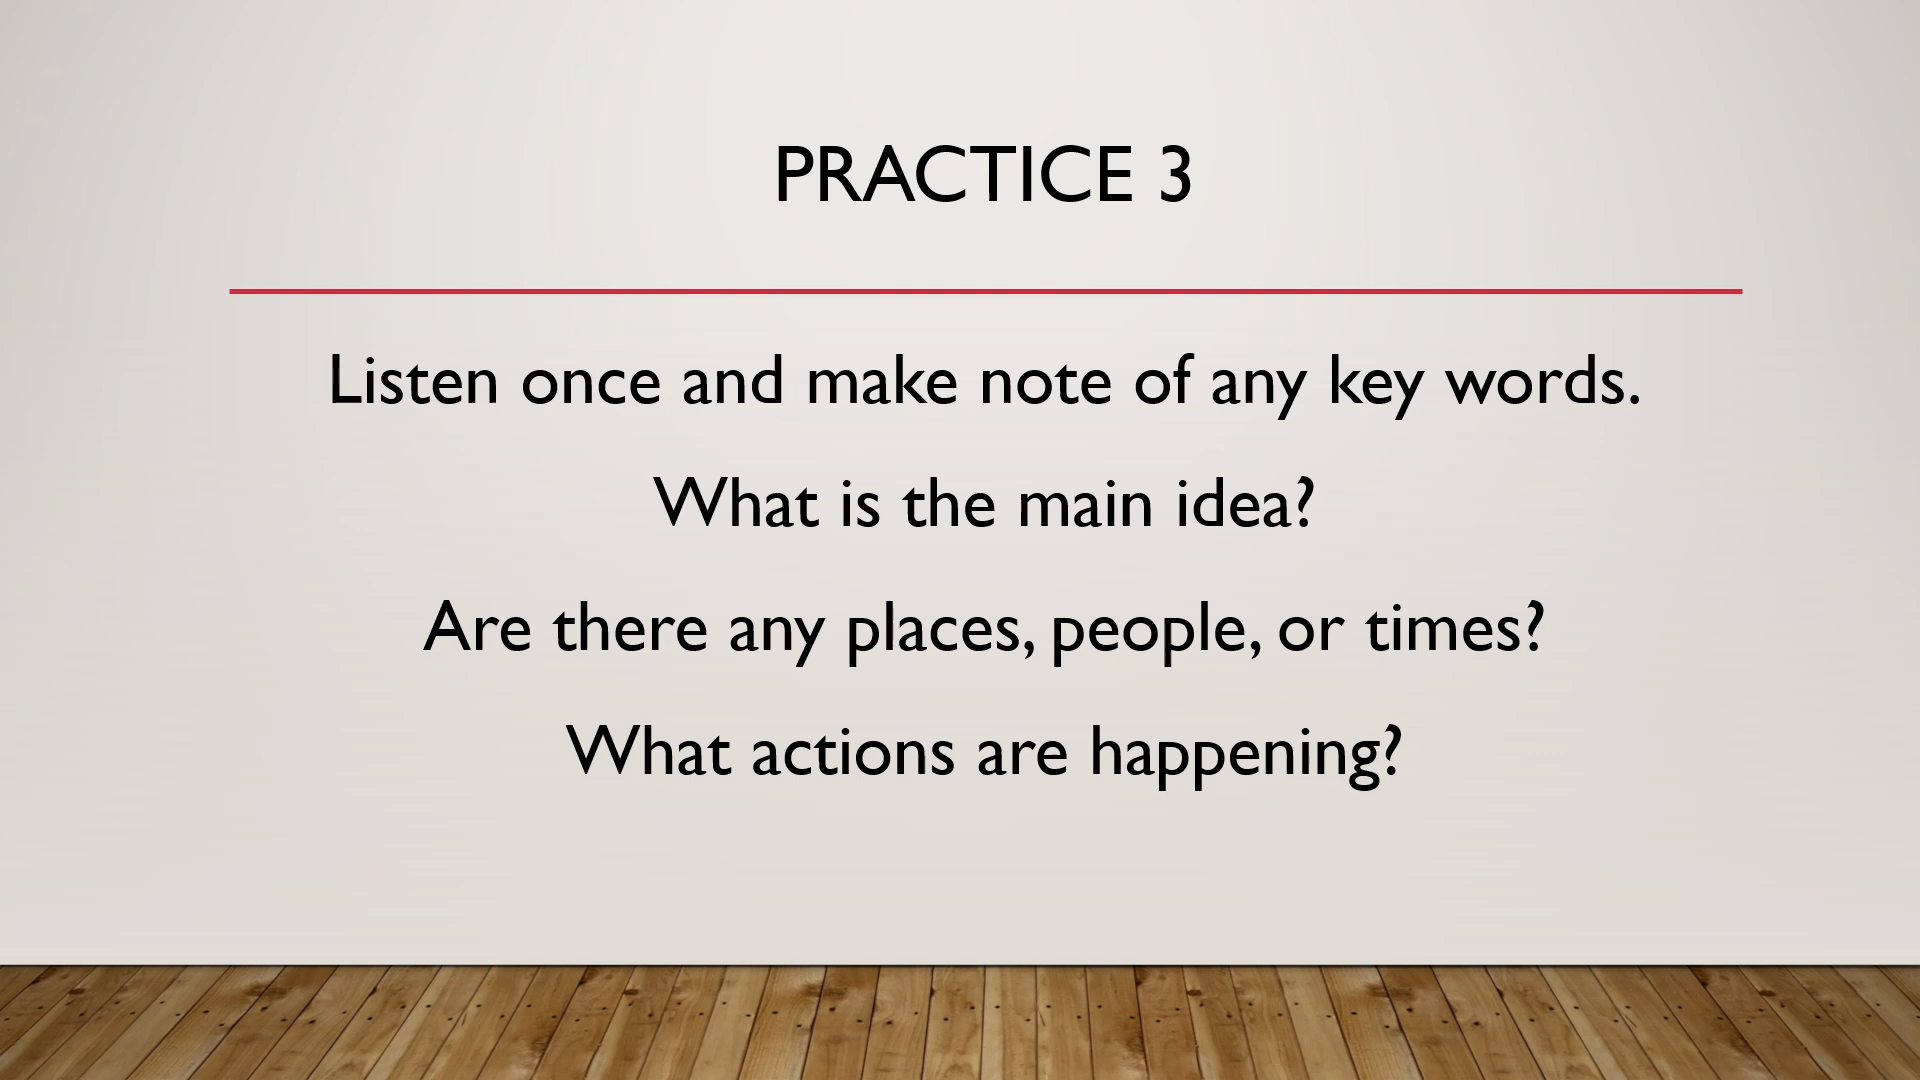 PRACTICE 3
Listen once and make note of any key words.
What is the main idea?
Are there any places, people, or times?
What actions are happening?